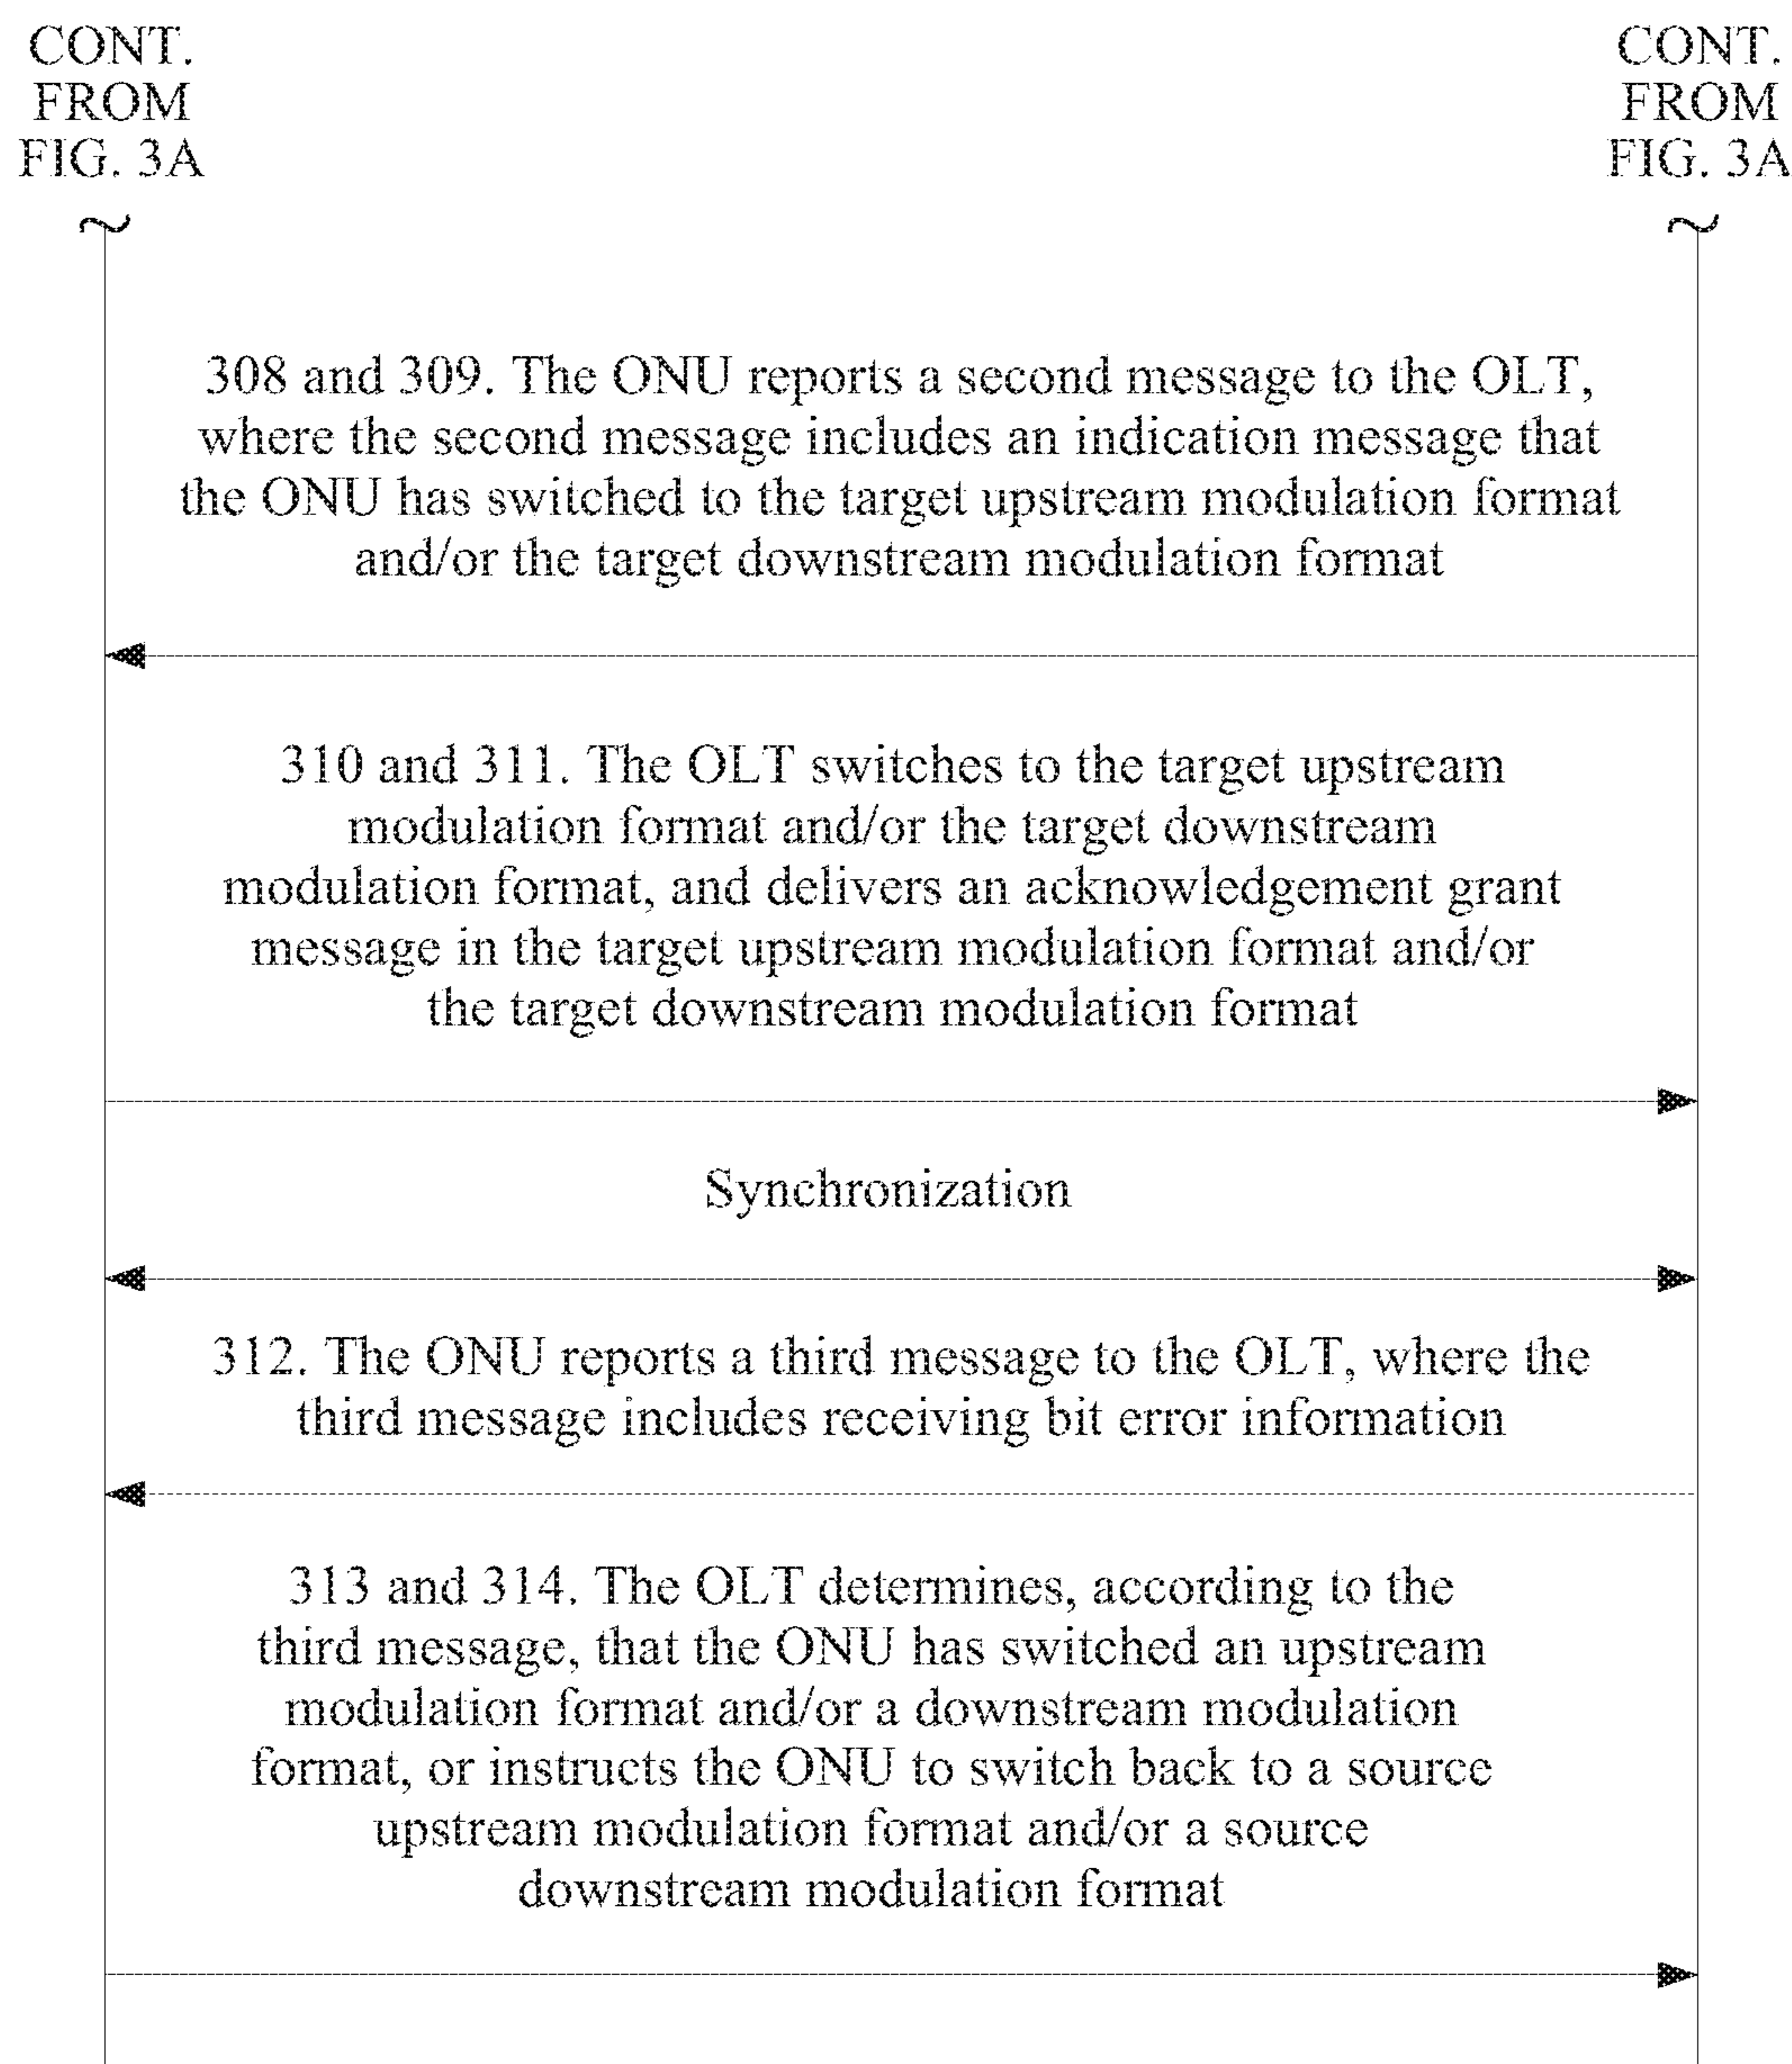 CONT.
FROM
FIG. 3A
CONT.
FROM
FIG. 3A
308 and 309. The ONU reports a second message to the OLT,
where the second message includes an indication message that
the ONU has switched to the target upstream modulation format
and/or the target downstream modulation format
310 and 311. The OLT switches to the target upstream
modulation format and/or the target downstream
modulation format, and delivers an acknowledgement grant
message in the target upstream modulation format and/or
the target downstream modulation format
Synchronization
312. The ONU reports a third message to the OLT, where the
third message includes receiving bit error information
313 and 314. The OLT determines, according to the
third message, that the ONU has switched an upstream
modulation format and/or a downstream modulation
format, or instructs the ONU to switch back to a source
upstream modulation format and/or a source
downstream modulation format